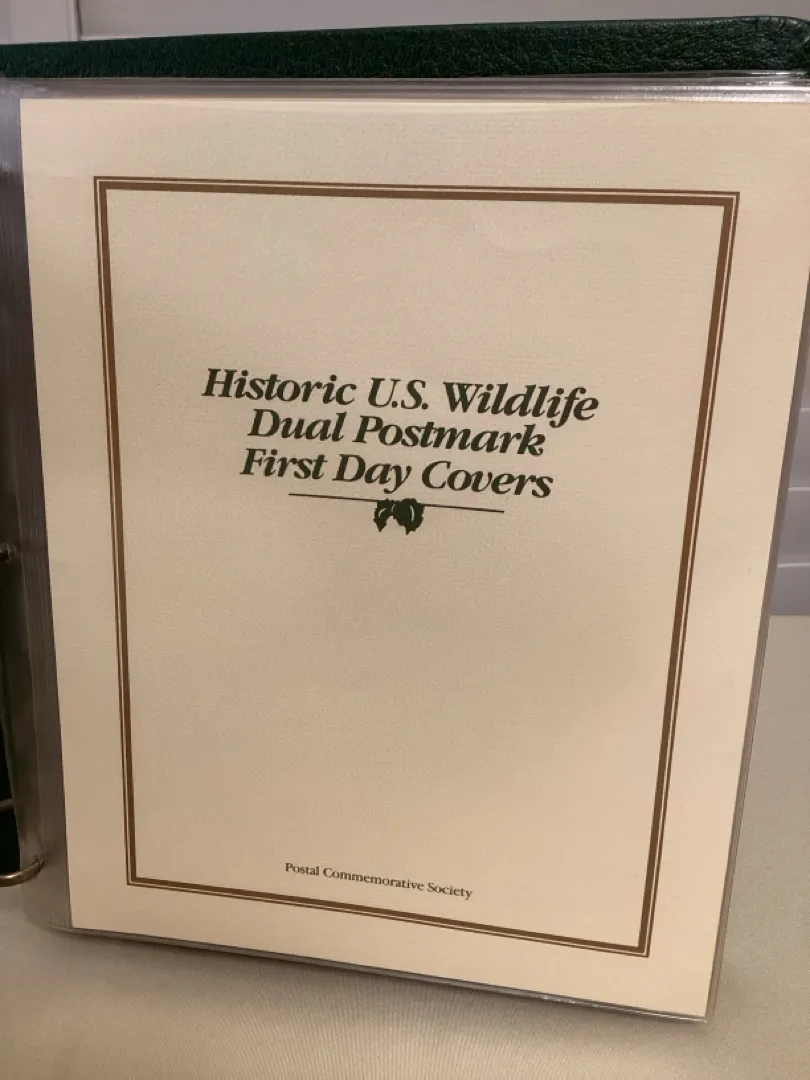 Historic U.S. Wildlife
Dual Postmark
First Day Covers
Postal Commemorative Society